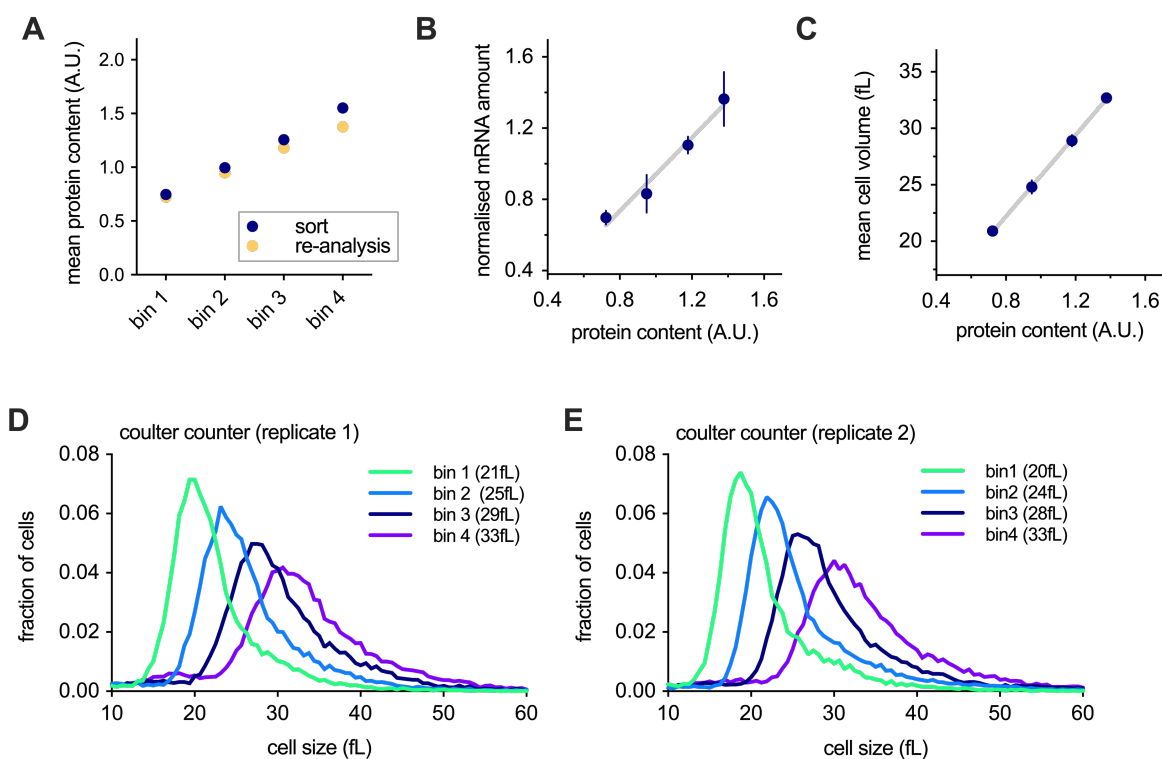 A
mean protein content (A.U.)
2.0
1.5
1.0
0.5
0.0
sort
re-analysis
bin 1
bin 2
bin 3
bin 4
B
normalised mRNA amount
1.6
1.2
0.8
0.4
0.4
0.8
1.2
1.6
protein content (A.U.)
C
mean cell volume (fL)
35
30
25
20
0.4
0.8
1.2
1.6
protein content (A.U.)
D
coulter counter (replicate 1)
fraction of cells
0.08
0.06
0.04
0.02
0.00
bin 1 (21fL)
bin 2 (25fL)
bin 3 (29fL)
bin 4 (33fL)
10
20
30
40
50
60
cell size (fL)
E
coulter counter (replicate 2)
fraction of cells
0.08
0.06
0.04
0.02
0.00
bin1 (20fL)
bin2 (24fL)
bin3 (28fL)
bin4 (33fL)
10
20
30
40
50
60
cell size (fL)